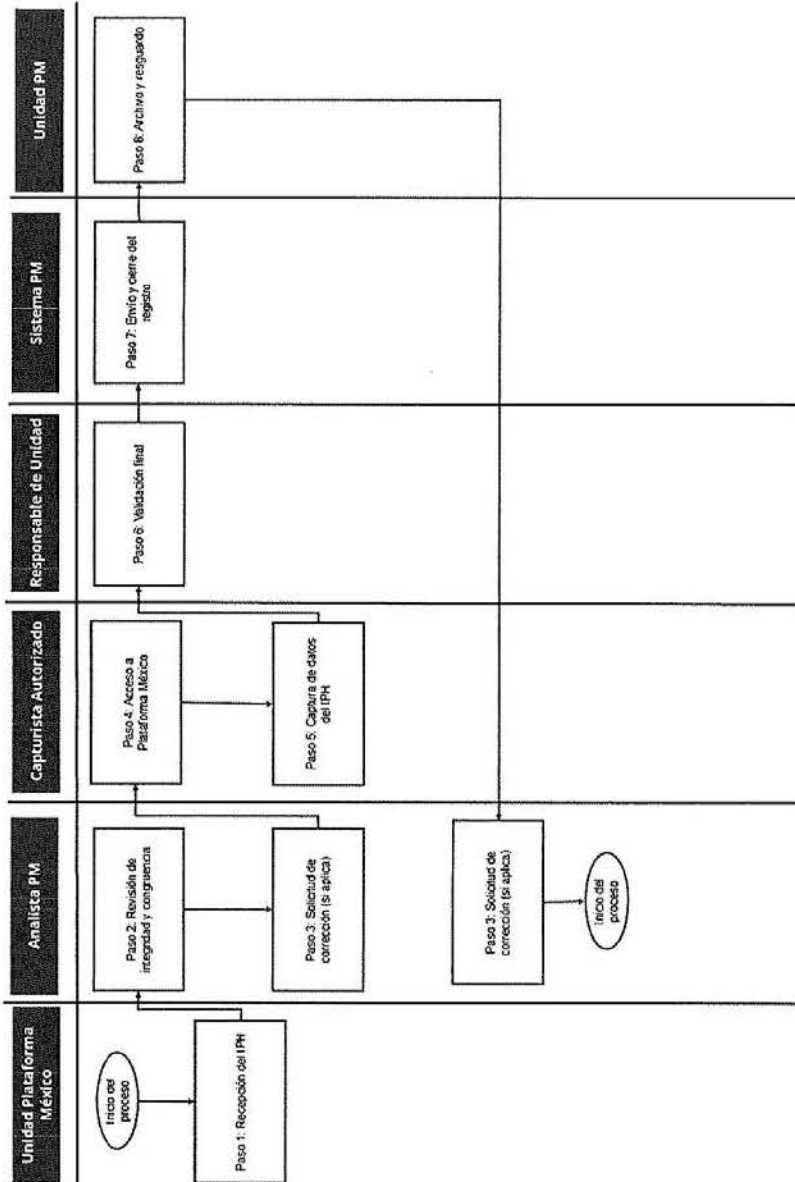 Unidad Plataforma
México
Analista PM
Capturista Autorizado
Responsable de Unidad
Sistema PM
Unidad PM
Inicio del
proceso
Paso 1: Recepción del IPH
Paso 2: Revisión de
integridad y congruencia
Paso 3: Solicitud de
corrección (si aplica)
Paso 4: Acceso a
Plataforma México
Paso 5: Captura de datos
del IPH
Paso 6: Validación final
Paso 7: Envío y cierre del
registro
Paso 8: Archivo y resguardo
Paso 3: Solicitud de
corrección (si aplica)
Inicio del
proceso